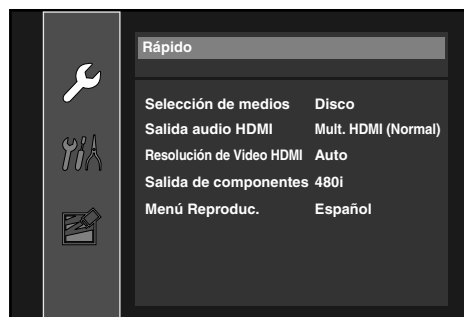 Rápido
Selección de medios Disco
Salida audio HDMI Mult. HDMI (Normal)
Resolución de Video HDMI Auto
Salida de componentes 480i
Menú Reproduc. Español